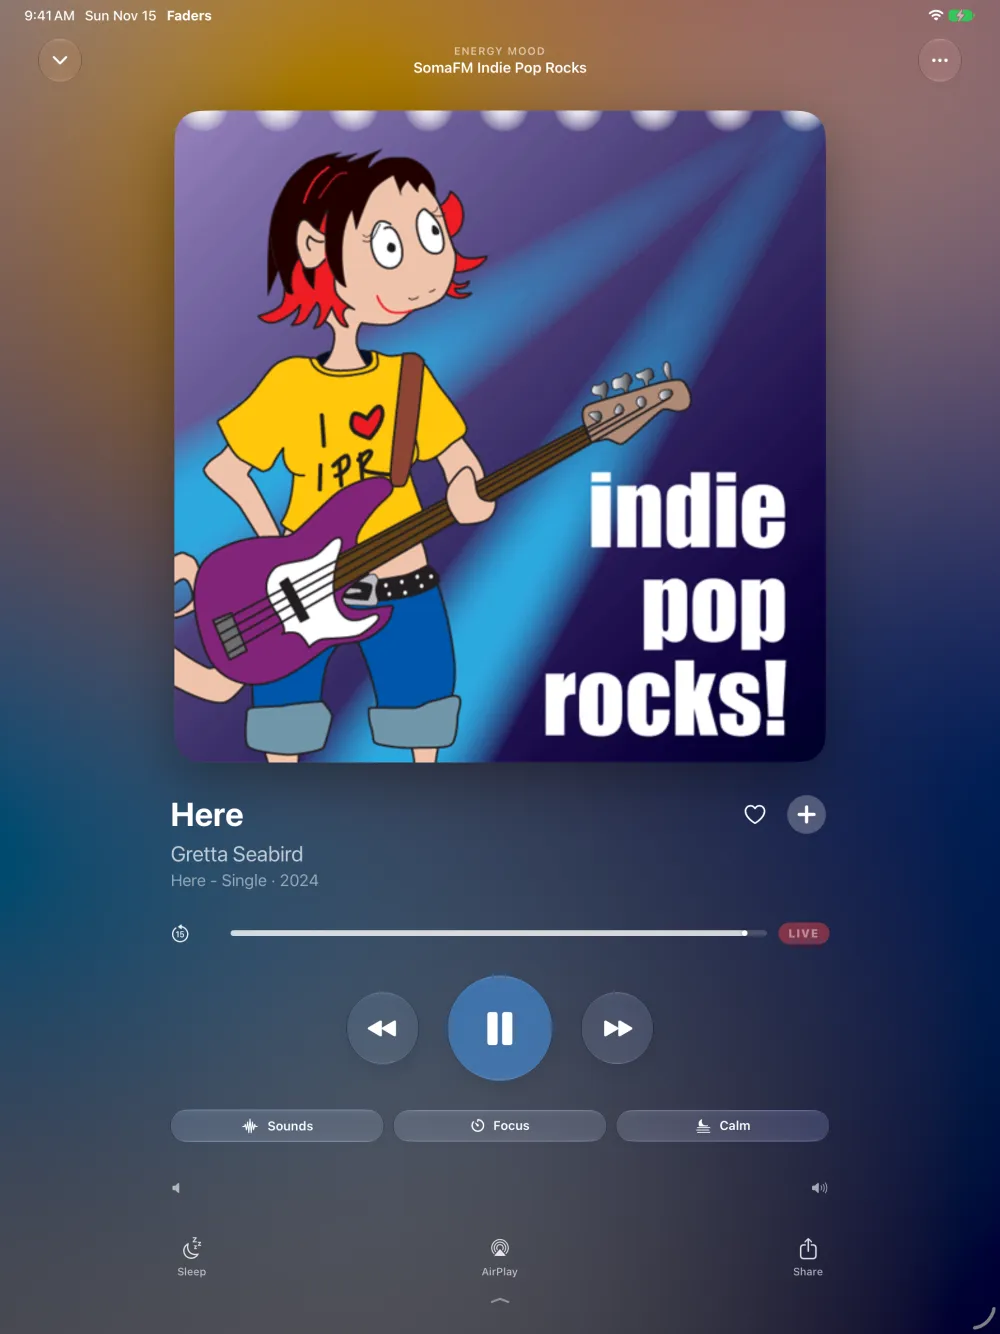 9:41 AM Sun Nov 15 Faders
ENERGY MOOD
SomaFM Indie Pop Rocks
I ❤
IPR
indie
pop
rocks!
Here
Gretta Seabird
Here - Single · 2024
15
LIVE
Sounds
Focus
Calm
Sleep
AirPlay
Share